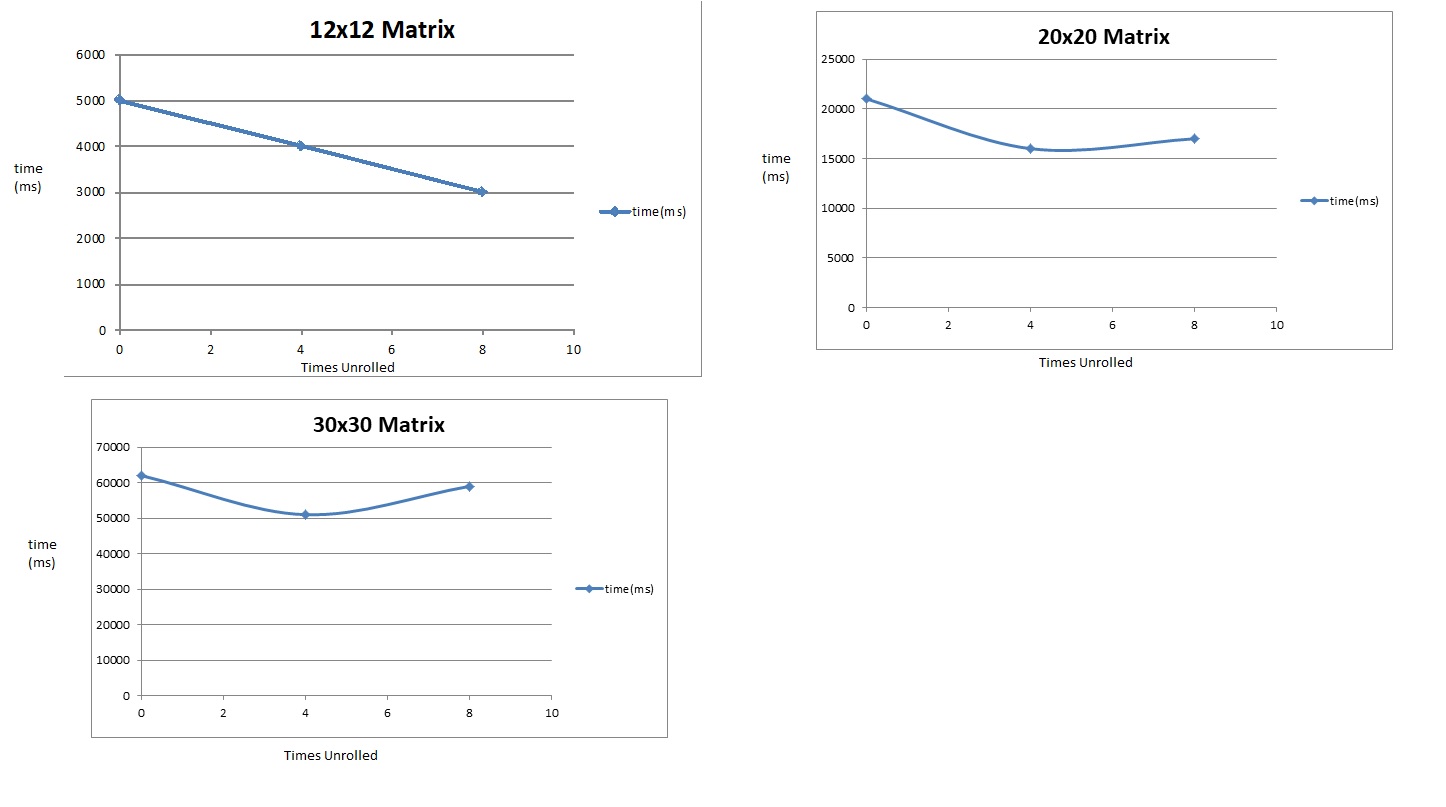 12x12 Matrix
6000
5000
4000
3000
2000
1000
0
0 2 4 6 8 10
time
(ms)
Times Unrolled
time(ms)
20x20 Matrix
25000
20000
15000
10000
5000
0
0 2 4 6 8 10
time
(ms)
Times Unrolled
time(ms)
30x30 Matrix
70000
60000
50000
40000
30000
20000
10000
0
0 2 4 6 8 10
time
(ms)
Times Unrolled
time(ms)